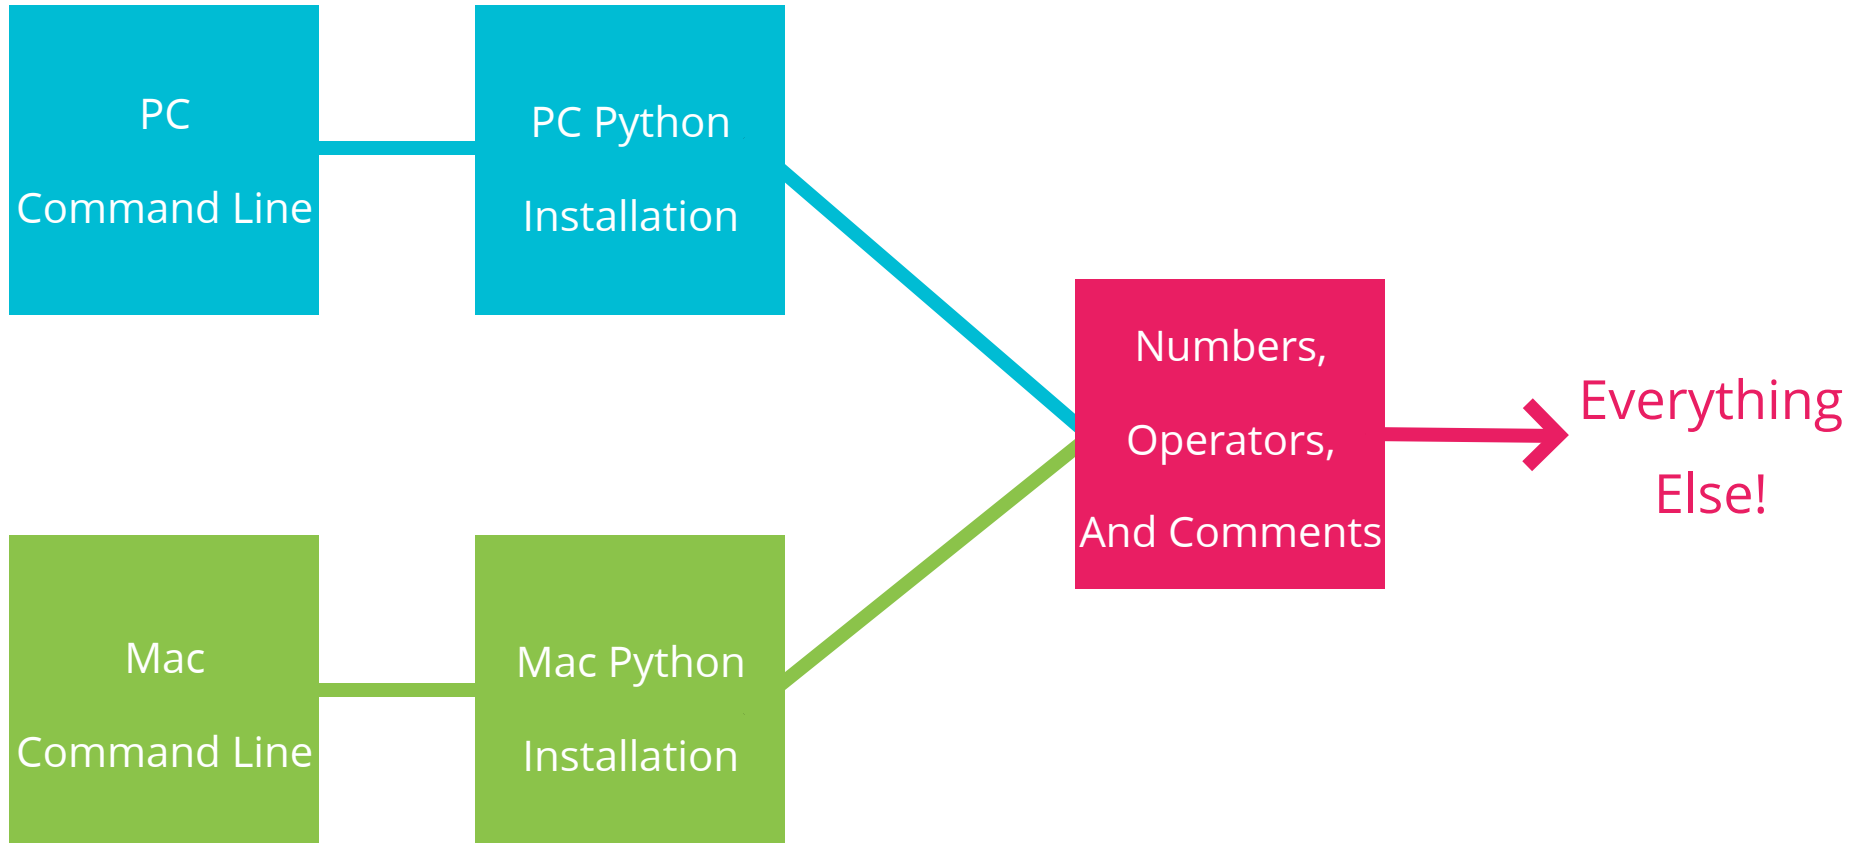 PC
Command Line
PC Python
Installation
Mac
Command Line
Mac Python
Installation
Numbers,
Operators,
And Comments
Everything
Else!